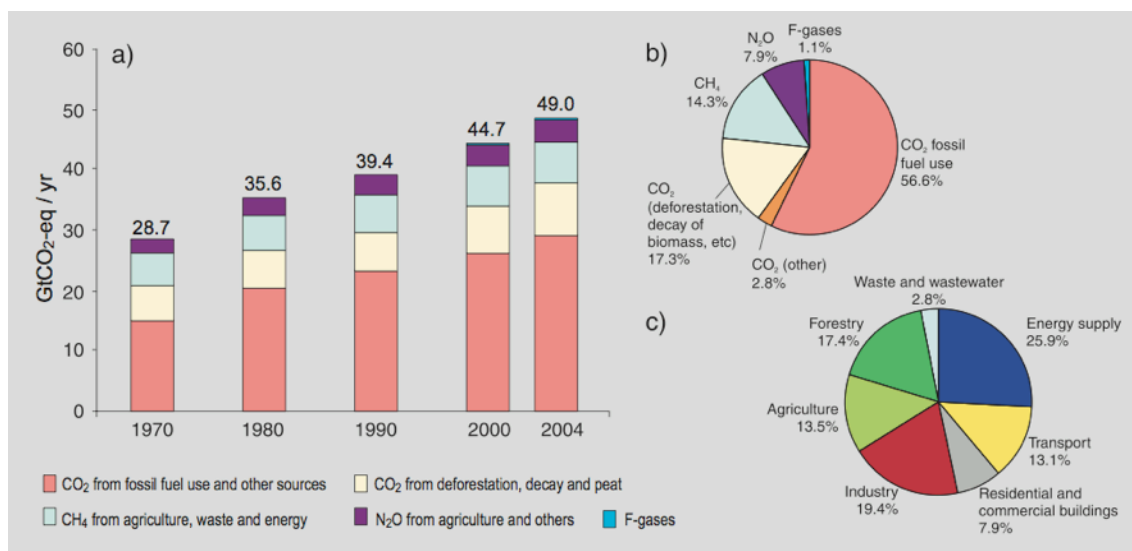 a)
GtCO₂-eq / yr
60
50
40
30
20
10
0
28.7
35.6
39.4
44.7
49.0
1970
1980
1990
2000
2004
CO₂ from fossil fuel use and other sources
CO₂ from deforestation, decay and peat
CH₄ from agriculture, waste and energy
N₂O from agriculture and others
F-gases
b)
F-gases
1.1%
N₂O
7.9%
CH₄
14.3%
CO₂ fossil
fuel use
56.6%
CO₂
(deforestation,
decay of
biomass, etc)
17.3%
CO₂ (other)
2.8%
c)
Waste and wastewater
2.8%
Forestry
17.4%
Energy supply
25.9%
Agriculture
13.5%
Transport
13.1%
Industry
19.4%
Residential and
commercial buildings
7.9%